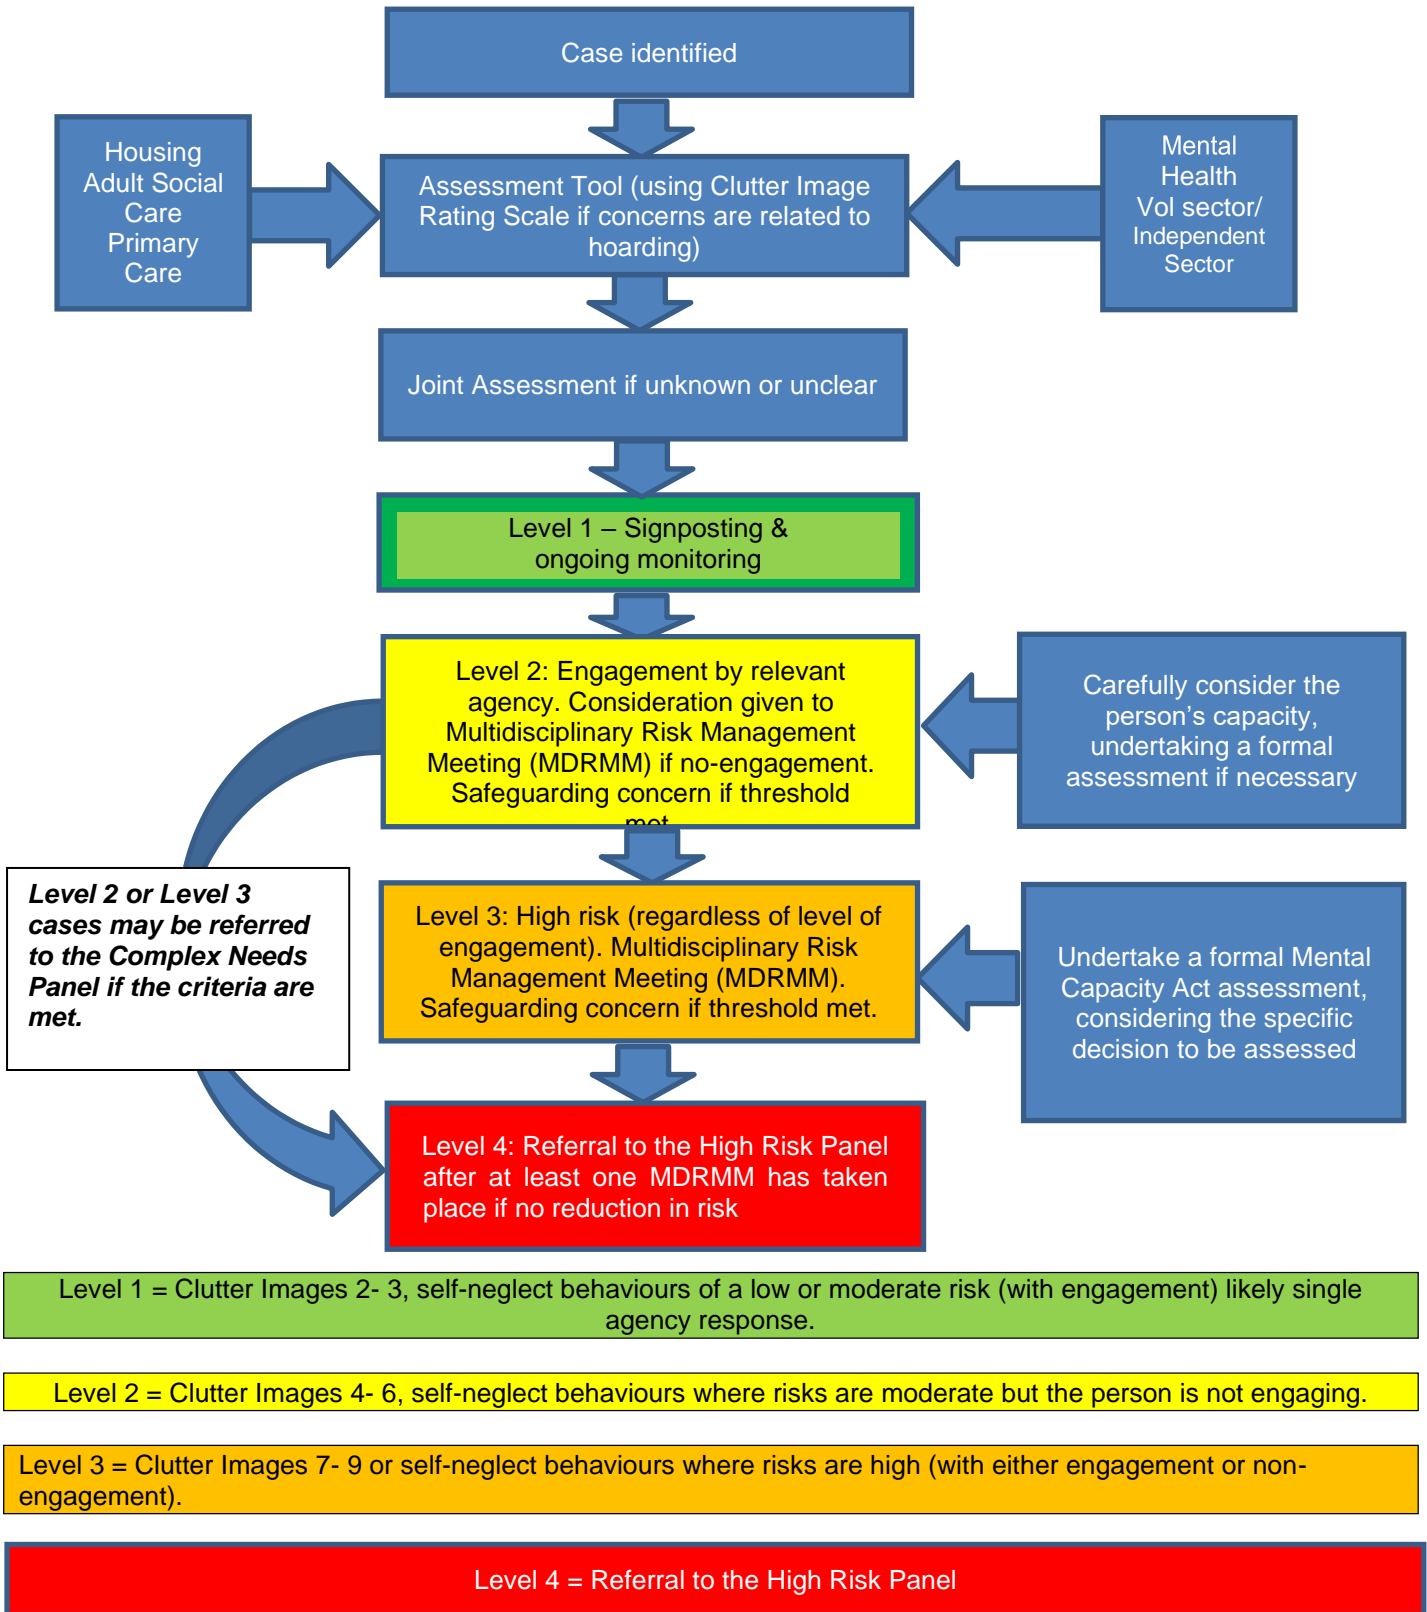 Case identified
Housing
Adult Social
Care
Primary
Care
Assessment Tool (using Clutter Image
Rating Scale if concerns are related to
hoarding)
Mental
Health
Vol sector/
Independent
Sector
Joint Assessment if unknown or unclear
Level 1 – Signposting &
ongoing monitoring
Level 2: Engagement by relevant
agency. Consideration given to
Multidisciplinary Risk Management
Meeting (MDRMM) if no-engagement.
Safeguarding concern if threshold
met
Carefully consider the
person’s capacity,
undertaking a formal
assessment if necessary
Level 2 or Level 3
cases may be referred
to the Complex Needs
Panel if the criteria are
met.
Level 3: High risk (regardless of level of
engagement). Multidisciplinary Risk
Management Meeting (MDRMM).
Safeguarding concern if threshold met.
Undertake a formal Mental
Capacity Act assessment,
considering the specific
decision to be assessed
Level 4: Referral to the High Risk Panel
after at least one MDRMM has taken
place if no reduction in risk
Level 1 = Clutter Images 2- 3, self-neglect behaviours of a low or moderate risk (with engagement) likely single
agency response.
Level 2 = Clutter Images 4- 6, self-neglect behaviours where risks are moderate but the person is not engaging.
Level 3 = Clutter Images 7- 9 or self-neglect behaviours where risks are high (with either engagement or non-
engagement).
Level 4 = Referral to the High Risk Panel